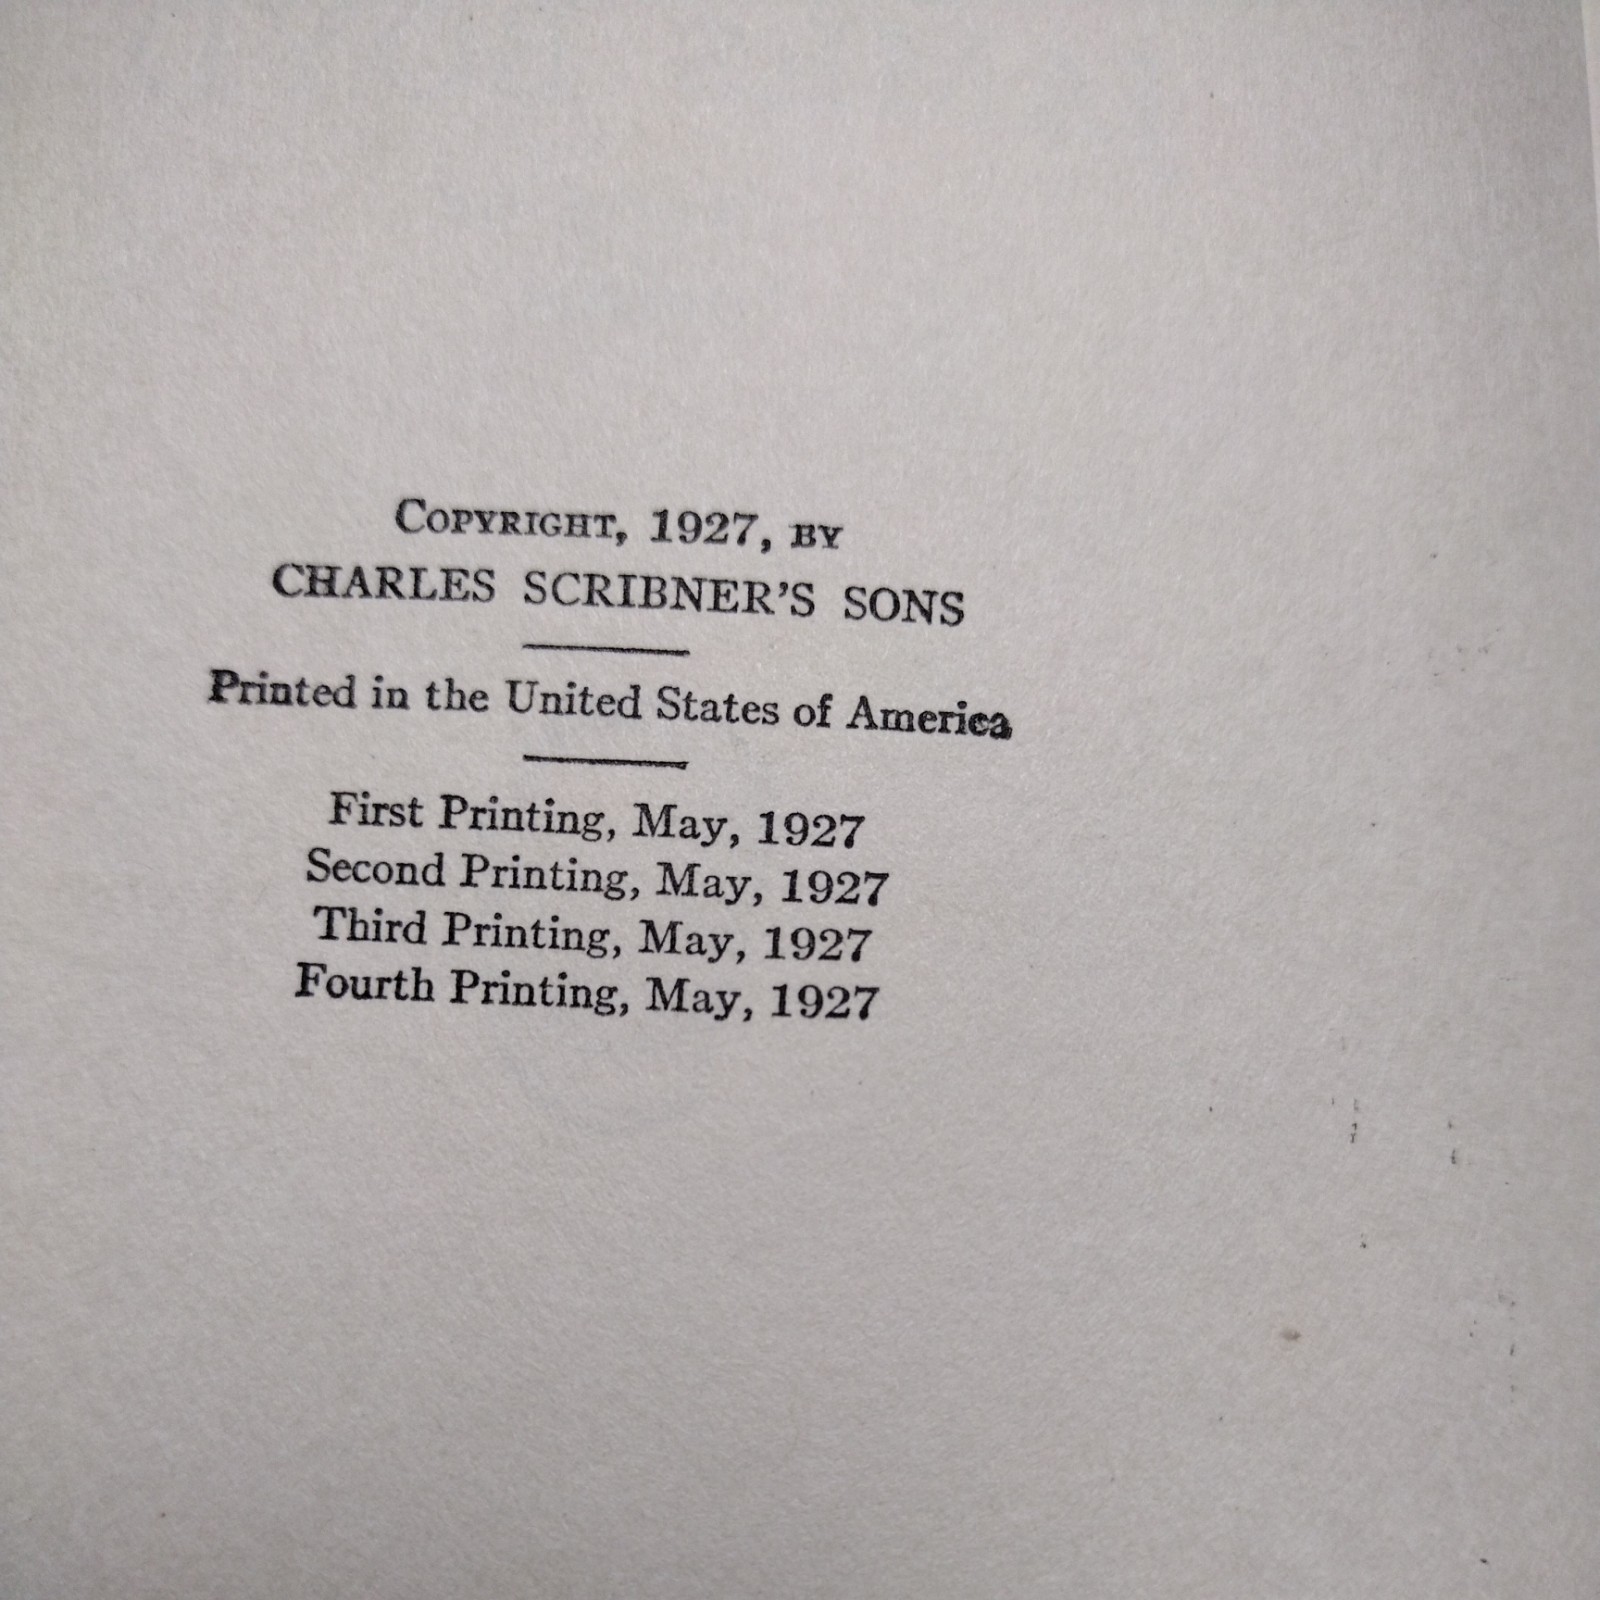 COPYRIGHT, 1927, BY
CHARLES SCRIBNER'S SONS
Printed in the United States of America
First Printing, May, 1927
Second Printing, May, 1927
Third Printing, May, 1927
Fourth Printing, May, 1927